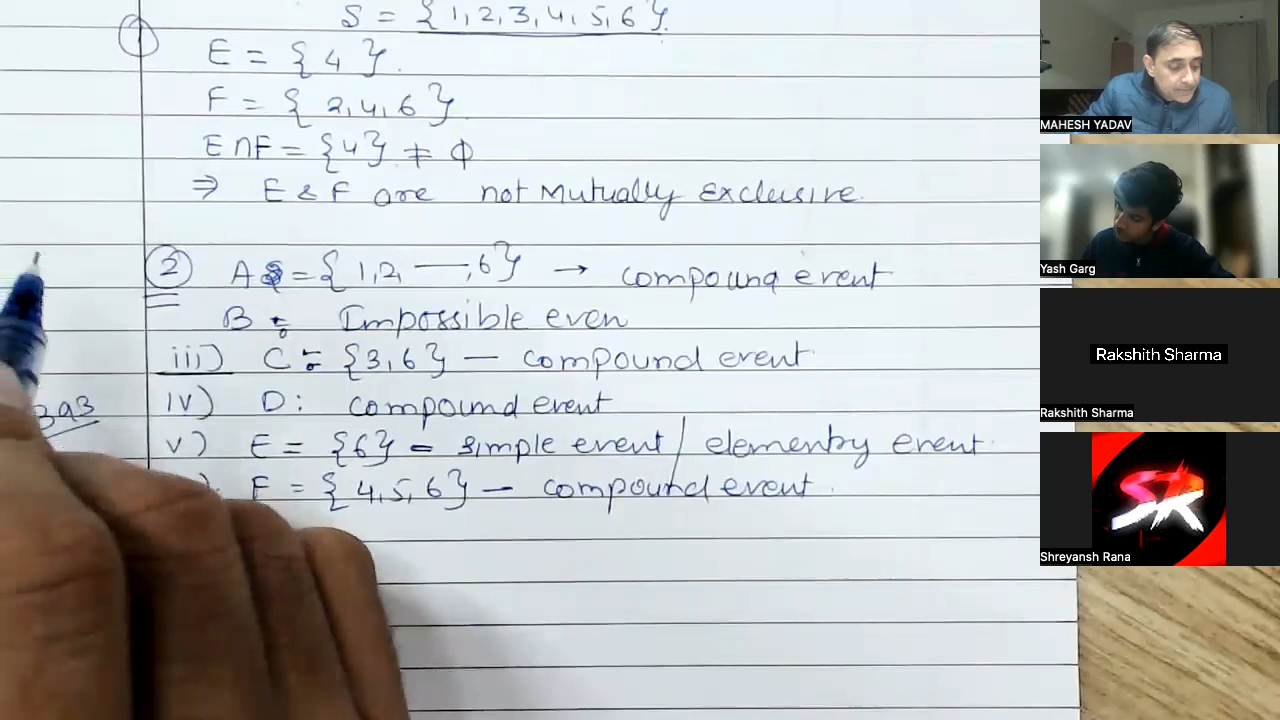 S = { 1, 2, 3, 4, 5, 6 }.
1
E = { 4 }.
F = { 2, 4, 6 }
E ∩ F = { 4 } ≠ ϕ
⇒ E & F are not Mutually Exclusive.
2 A = { 1, 2, —, 6 } → compound event
B : Impossible even
iii) C : { 3, 6 } — compound event.
iv) D : compound event
v) E = { 6 } = simple event / elementry event.
F = { 4, 5, 6 } — compound event.
MAHESH YADAV
Yash Garg
Rakshith Sharma
Rakshith Sharma
SR
Shreyansh Rana